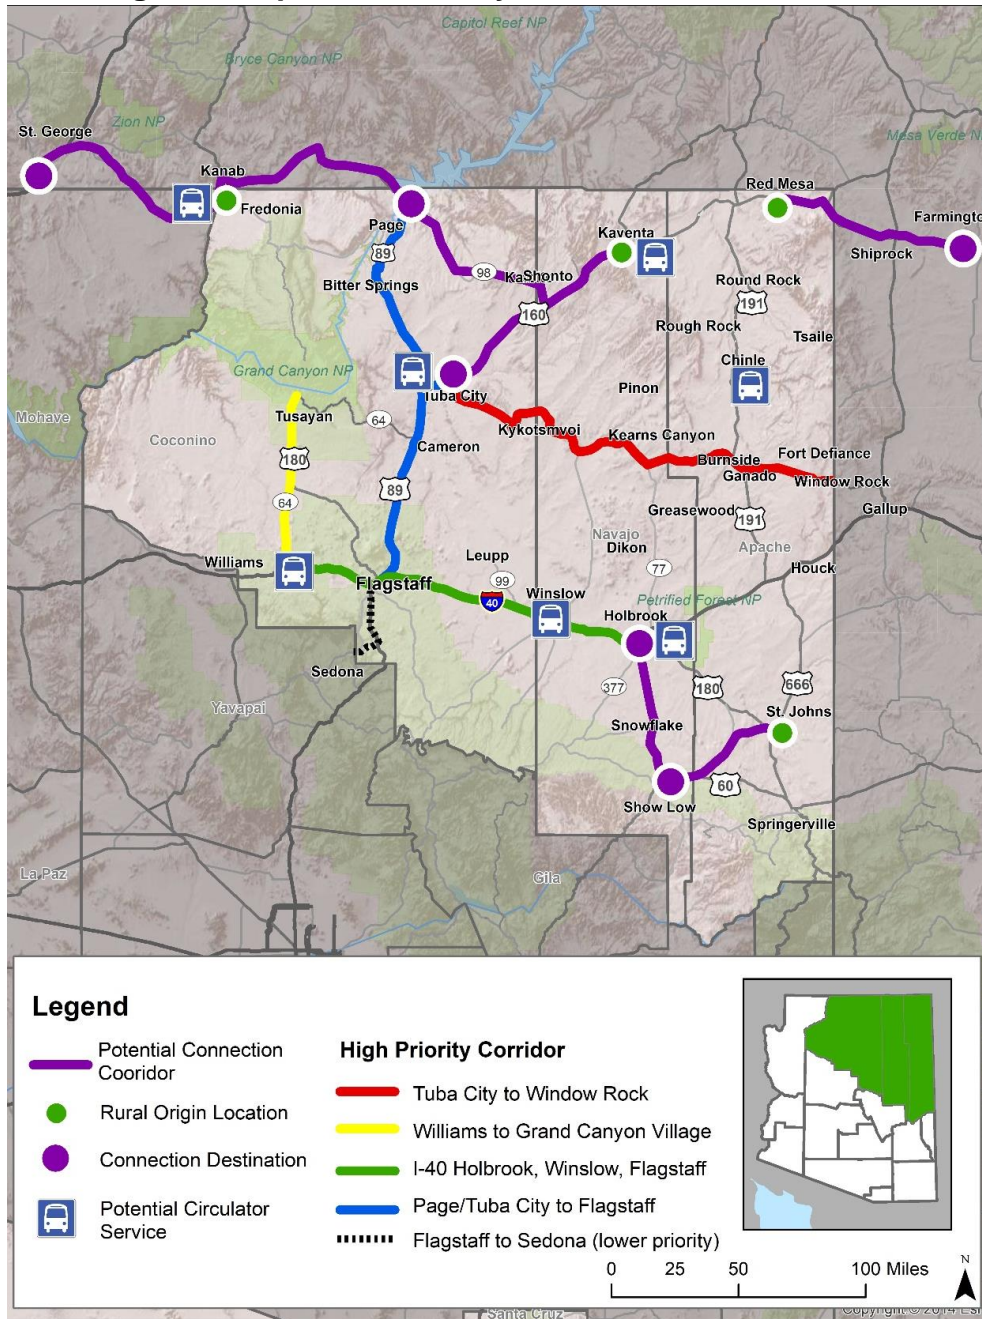 Capitol Reef NP
Bryce Canyon NP
Zion NP
St. George
Mesa Verde N
Kanab
Red Mesa
Fredonia
Farmingto
Page
Kaventa
89
Shiprock
98
Shonto
Round Rock
Bitter Springs
191
160
Rough Rock
Tsaile
Chinle
Grand Canyon NP
Pinon
Tuba City
Mohave
Tusayan
64
Kykotsmvoi
Kearns Canyon
Coconino
Cameron
Fort Defiance
180
Burnside
Ganado
Window Rock
89
64
Greasewood
Gallup
191
Navajo
Dikon
Apache
Leupp
Williams
77
Houck
99
Flagstaff
Winslow
40
Petrified Forest NP
Holbrook
Sedona
377
180
666
Yavapai
St. Johns
Snowflake
60
Show Low
Springerville
La Paz
Gila
Legend
Potential Connection
Cooridor
Rural Origin Location
Connection Destination
Potential Circulator
Service
High Priority Corridor
Tuba City to Window Rock
Williams to Grand Canyon Village
I-40 Holbrook, Winslow, Flagstaff
Page/Tuba City to Flagstaff
Flagstaff to Sedona (lower priority)
0 25 50 100 Miles
N
Copyright:© 2014 Esri
Santa Cruz